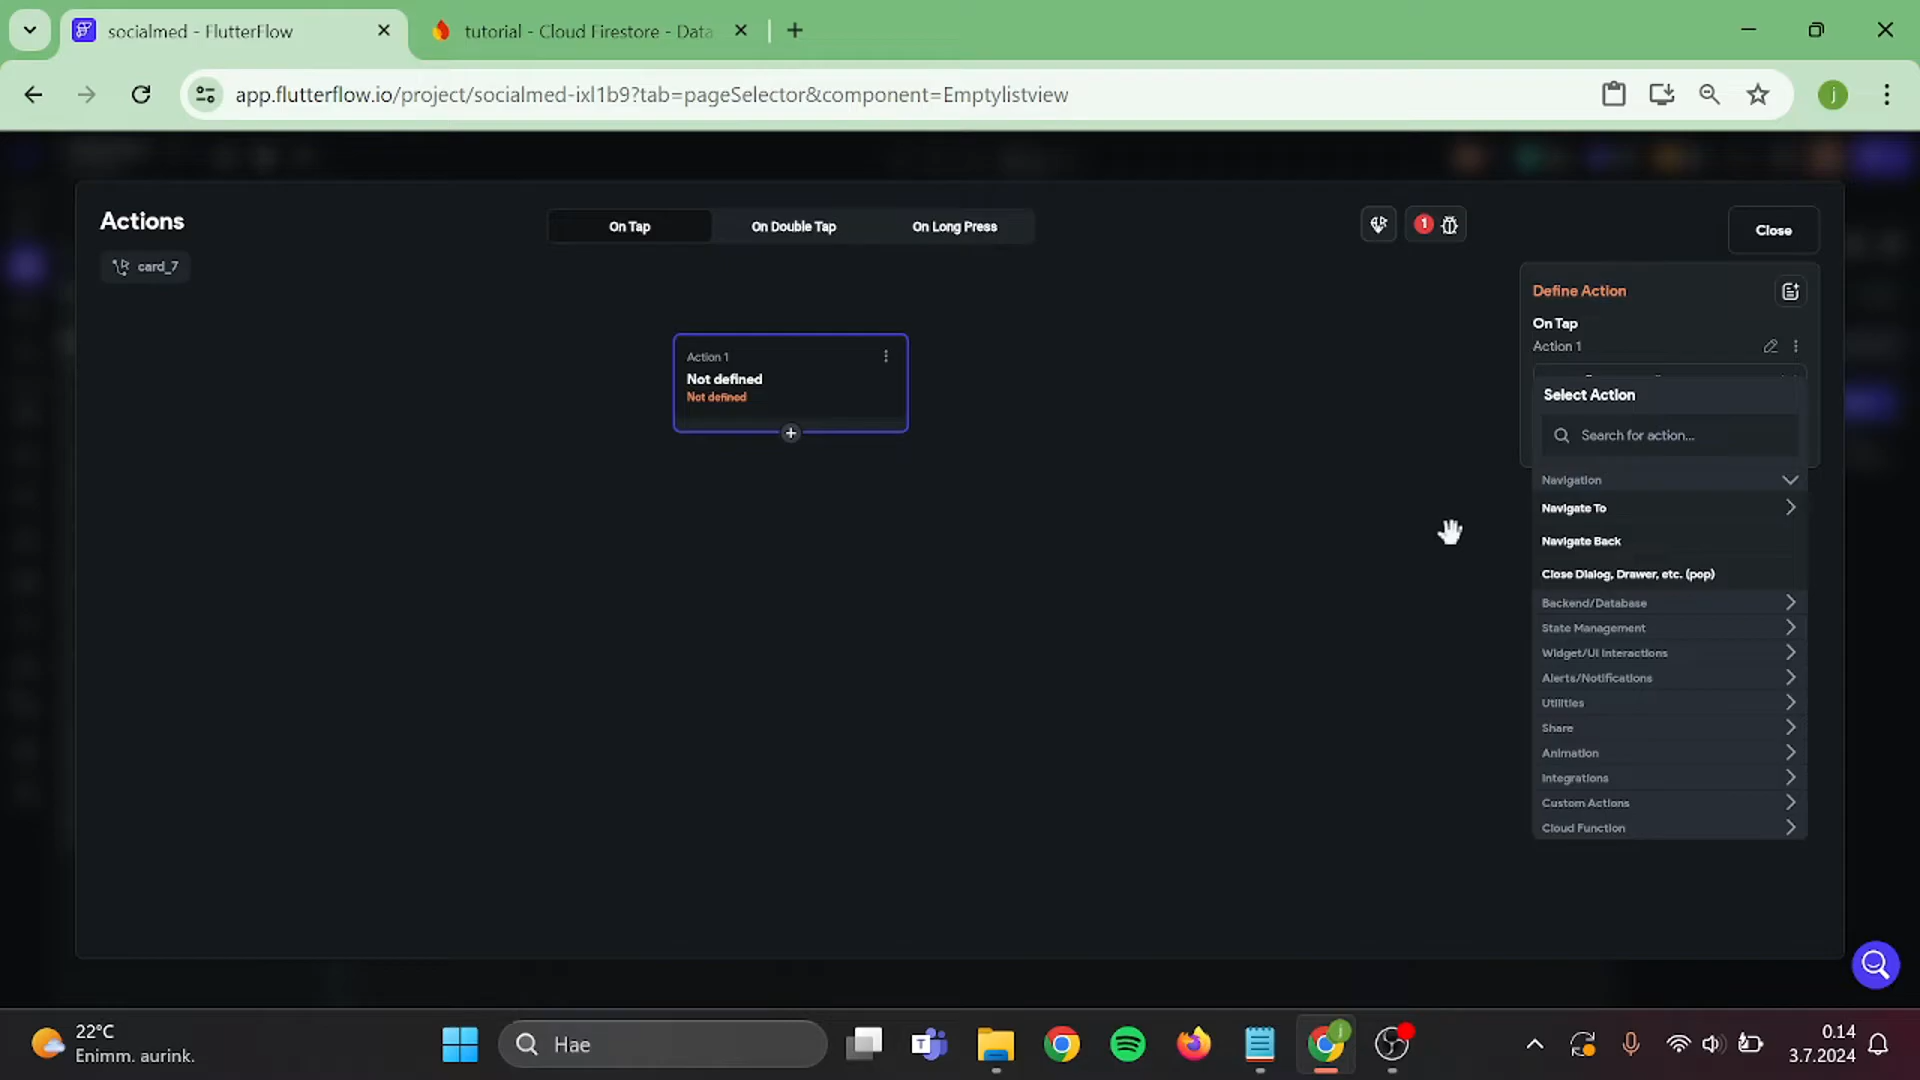 socialmed - FlutterFlow
tutorial - Cloud Firestore - Data
app.flutterflow.io/project/socialmed-ixl1b9?tab=pageSelector&component=Emptylistview
j
Actions
On Tap
On Double Tap
On Long Press
1
Close
card_7
Define Action
On Tap
Action 1
Action 1
Not defined
Not defined
Select Action
Search for action...
Navigation
Navigate To
Navigate Back
Close Dialog, Drawer, etc. (pop)
Backend/Database
State Management
Widget/UI Interactions
Alerts/Notifications
Utilities
Share
Animation
Integrations
Custom Actions
Cloud Function
22°C
Enimm. aurink.
Hae
0.14
3.7.2024